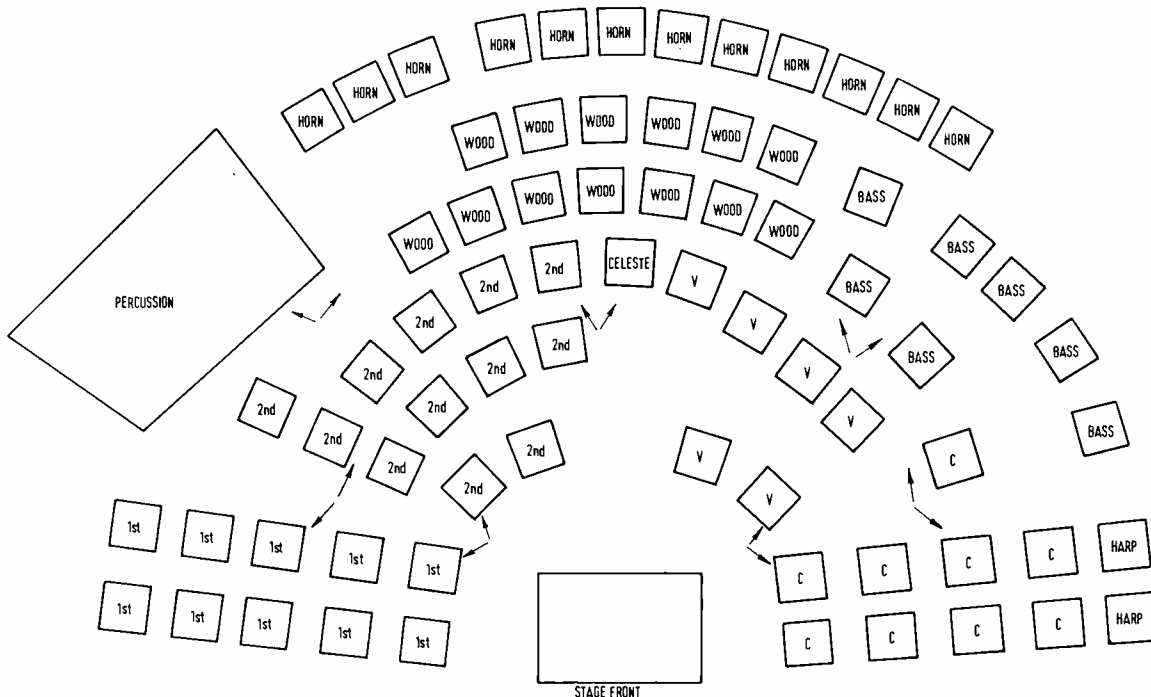 HORN HORN HORN HORN HORN HORN HORN HORN HORN HORN HORN HORN
WOOD WOOD WOOD WOOD WOOD WOOD
BASS
WOOD WOOD WOOD WOOD WOOD WOOD WOOD
BASS
BASS
2nd 2nd 2nd 2nd
CELESTE
V V V V
BASS
BASS
BASS
BASS
PERCUSSION
2nd 2nd 2nd
2nd 2nd 2nd
2nd 2nd
V V
C
1st 1st 1st 1st 1st
C C C C HARP
1st 1st 1st 1st 1st
C C C C HARP
STAGE FRONT